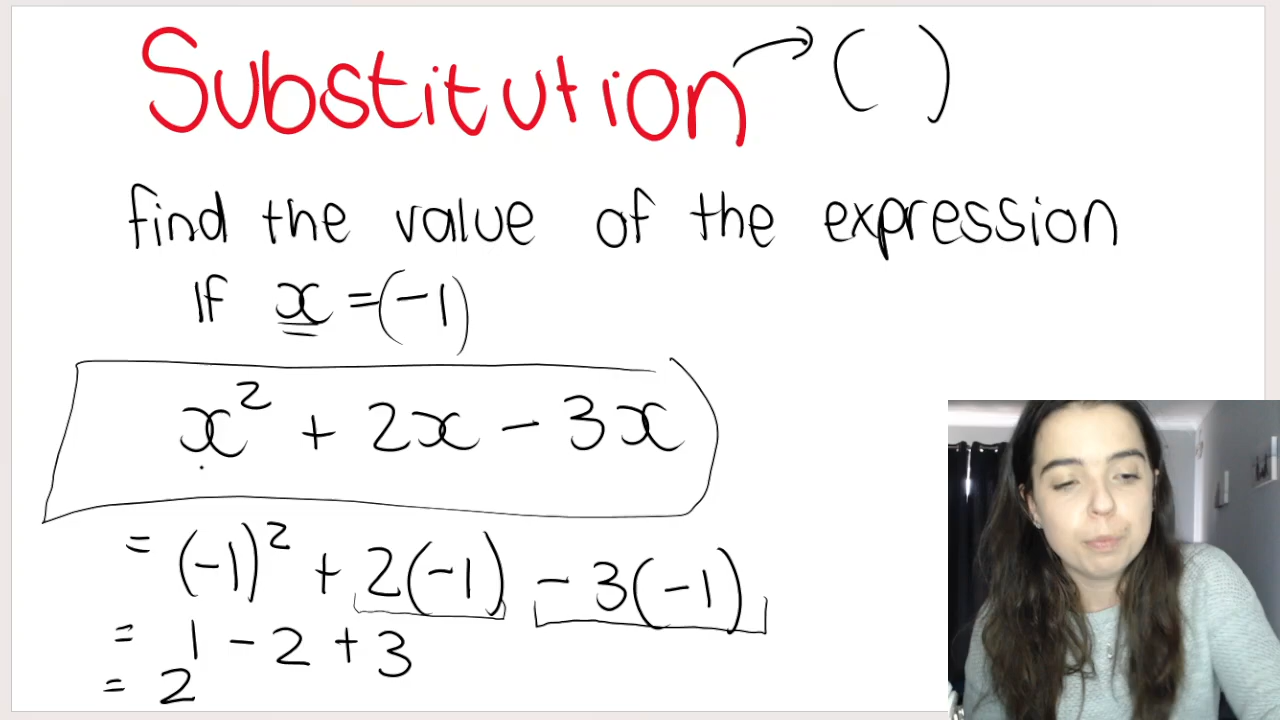 Substitution → ( )
find the value of the expression
If x = (-1)
x² + 2x - 3x
= (-1)² + 2(-1) - 3(-1)
= 1 - 2 + 3
= 2